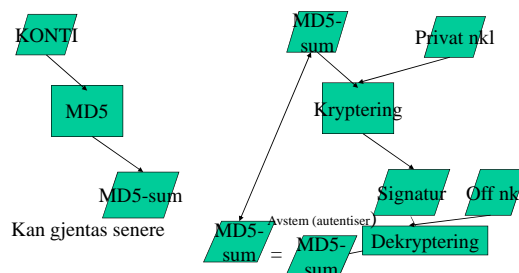 KONTI
MD5
MD5-sum
Kan gjentas senere
MD5-
sum
Privat nkl
Kryptering
Signatur
Off nk
Avstem (autentiser)
Dekryptering
MD5-
sum
=
MD5-
sum